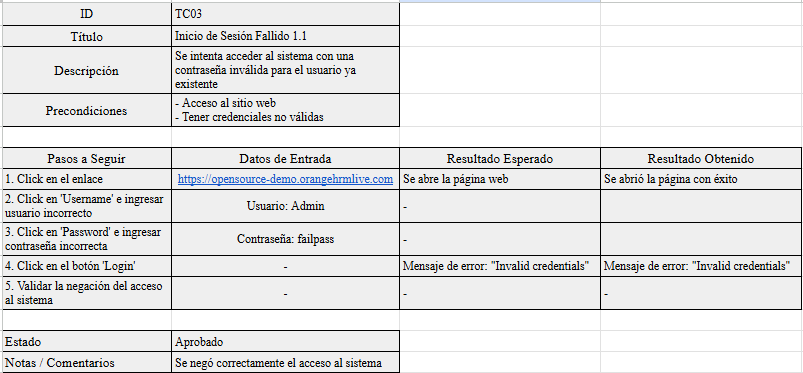 ID TC03
Título Inicio de Sesión Fallido 1.1
Descripción Se intenta acceder al sistema con una
contraseña inválida para el usuario ya
existente
Precondiciones - Acceso al sitio web
- Tener credenciales no válidas
Pasos a Seguir Datos de Entrada Resultado Esperado Resultado Obtenido
1. Click en el enlace https://opensource-demo.orangehrmlive.com Se abre la página web Se abrió la página con éxito
2. Click en 'Username' e ingresar
usuario incorrecto Usuario: Admin -
3. Click en 'Password' e ingresar
contraseña incorrecta Contraseña: failpass -
4. Click en el botón 'Login' - Mensaje de error: "Invalid credentials" Mensaje de error: "Invalid credentials"
5. Validar la negación del acceso
al sistema - - -
Estado Aprobado
Notas / Comentarios Se negó correctamente el acceso al sistema